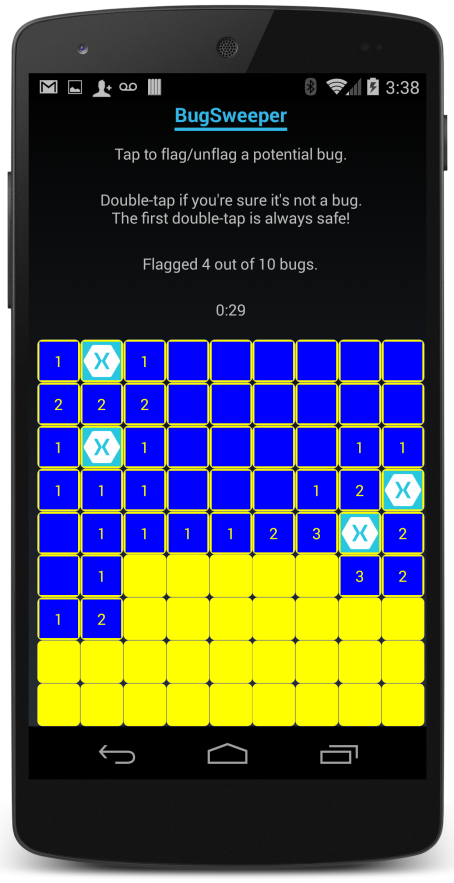 3:38
BugSweeper
Tap to flag/unflag a potential bug.
Double-tap if you're sure it's not a bug.
The first double-tap is always safe!
Flagged 4 out of 10 bugs.
0:29
1 X 1
2 2 2
1 X 1 1 1
1 1 1 1 2 X
1 1 1 1 2 3 X 2
1 3 2
1 2